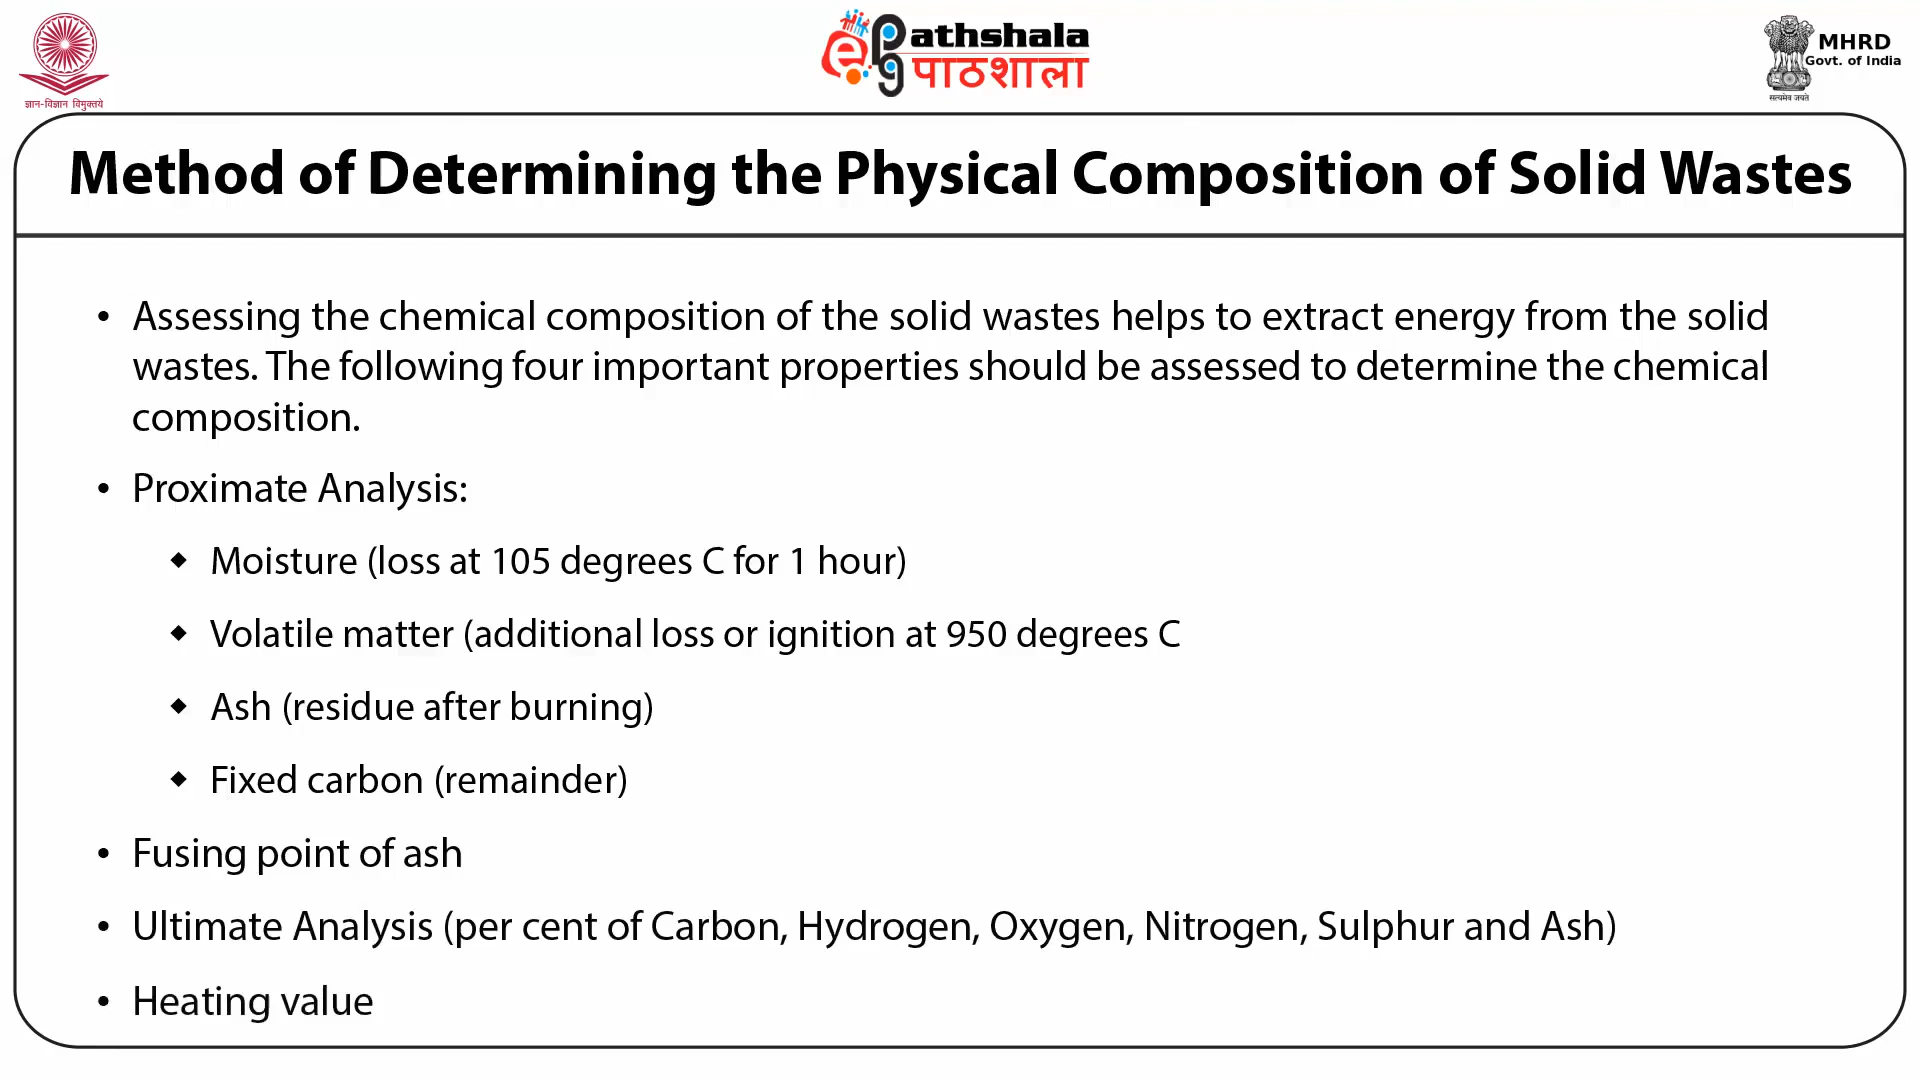 ज्ञान-विज्ञान विमुक्तये
ePathshala
पाठशाला
MHRD
Govt. of India
सत्यमेव जयते
Method of Determining the Physical Composition of Solid Wastes
• Assessing the chemical composition of the solid wastes helps to extract energy from the solid
wastes. The following four important properties should be assessed to determine the chemical
composition.
• Proximate Analysis:
◆ Moisture (loss at 105 degrees C for 1 hour)
◆ Volatile matter (additional loss or ignition at 950 degrees C
◆ Ash (residue after burning)
◆ Fixed carbon (remainder)
• Fusing point of ash
• Ultimate Analysis (per cent of Carbon, Hydrogen, Oxygen, Nitrogen, Sulphur and Ash)
• Heating value